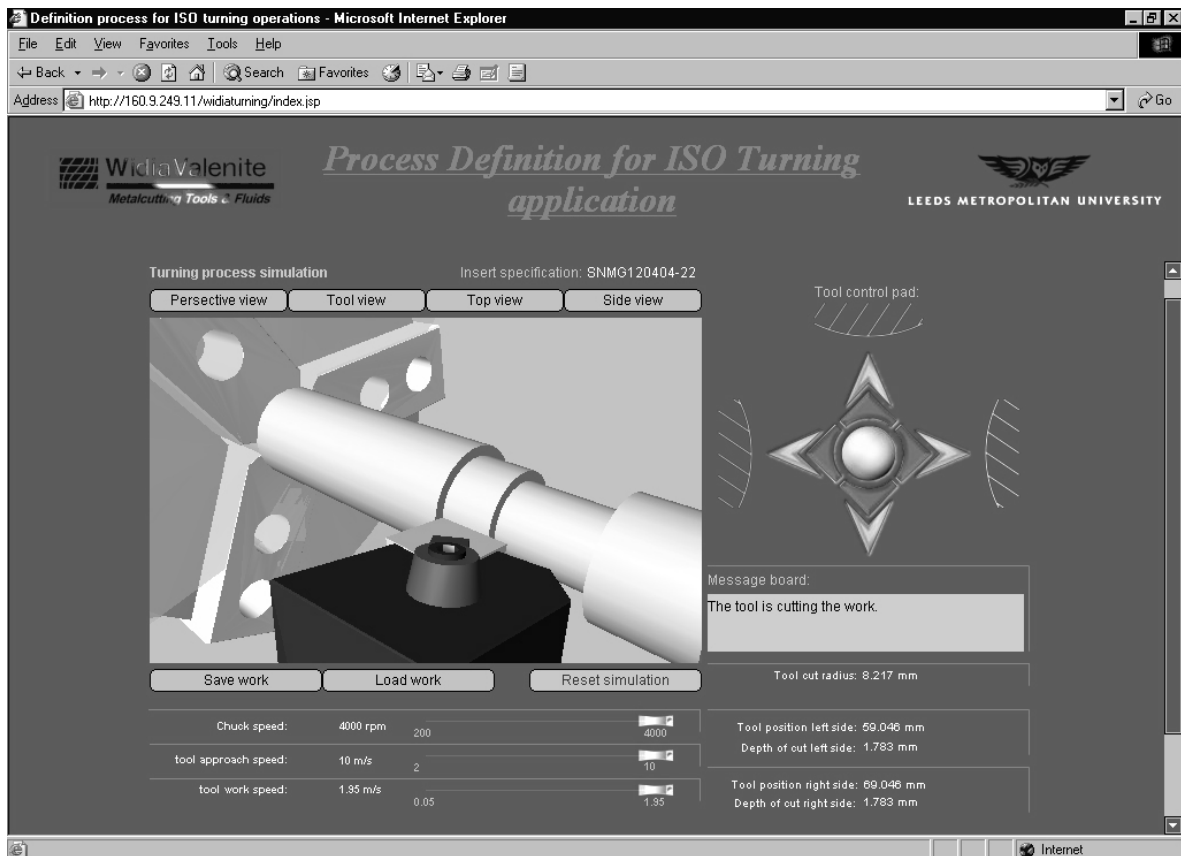 Definition process for ISO turning operations - Microsoft Internet Explorer
File Edit View Favorites Tools Help
Back Search Favorites
Address http://160.9.249.11/widiaturning/index.jsp Go
WidiaValenite
Metalcutting Tools & Fluids
Process Definition for ISO Turning
application
LEEDS METROPOLITAN UNIVERSITY
Turning process simulation Insert specification: SNMG120404-22
Persective view Tool view Top view Side view
Tool control pad:
Message board:
The tool is cutting the work.
Save work Load work Reset simulation
Tool cut radius: 8.217 mm
Chuck speed: 4000 rpm 200 4000
tool approach speed: 10 m/s 2 10
tool work speed: 1.95 m/s 0.05 1.95
Tool position left side: 59.046 mm
Depth of cut left side: 1.783 mm
Tool position right side: 69.046 mm
Depth of cut right side: 1.783 mm
Internet